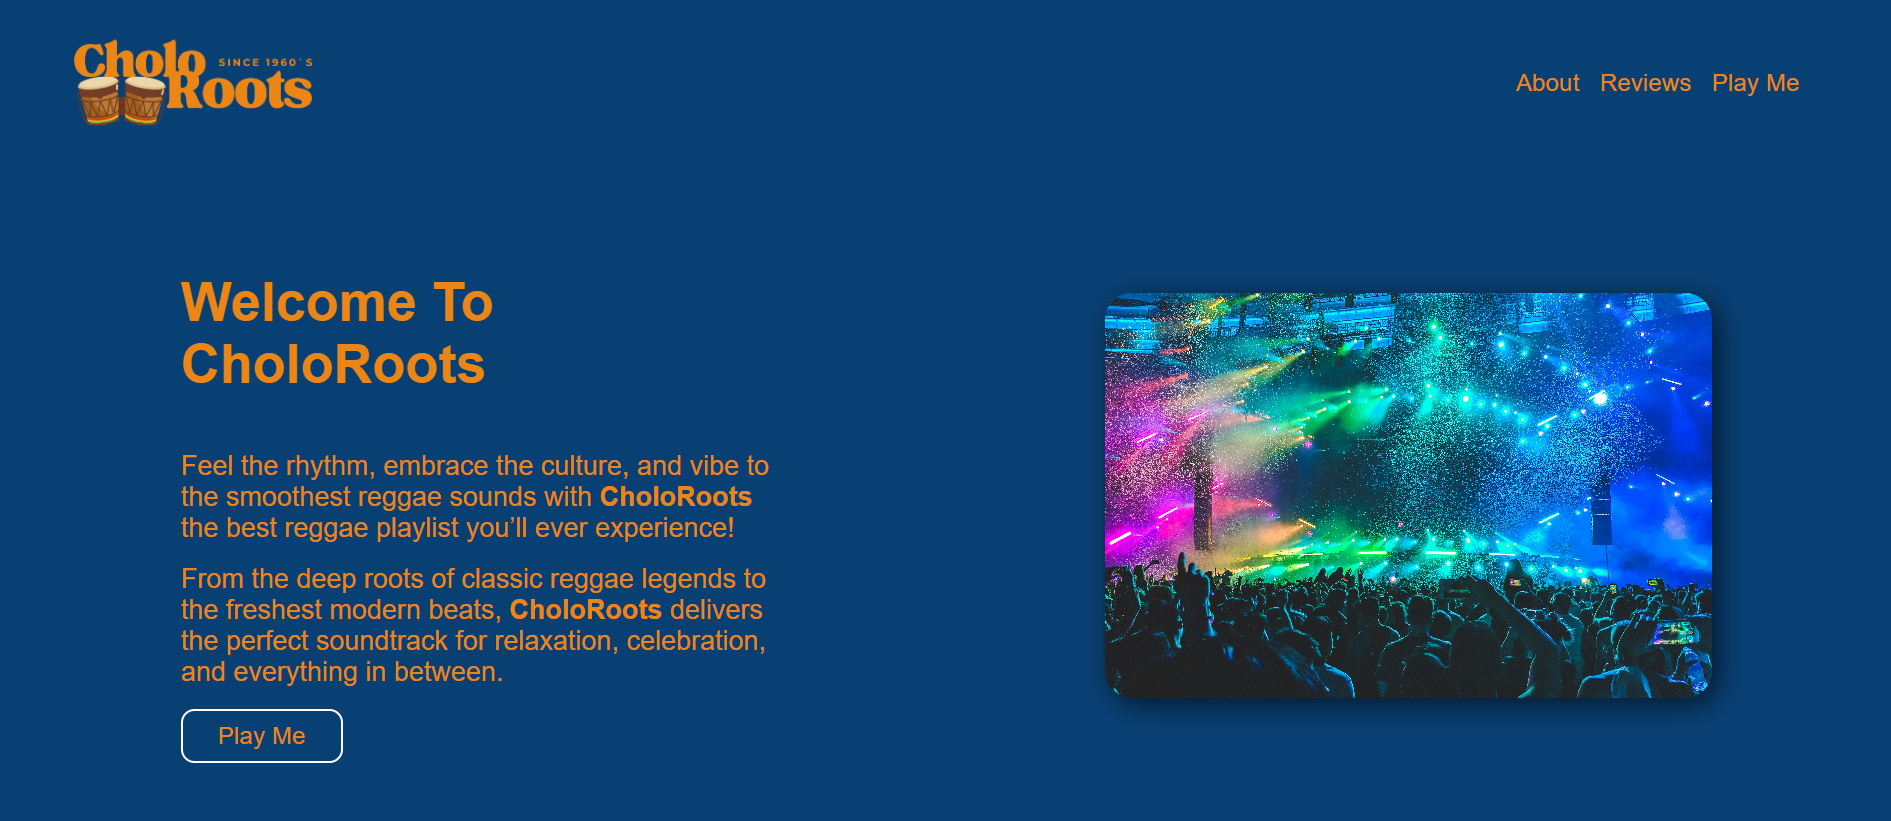 Cholo
SINCE 1960`S
Roots
About Reviews Play Me
Welcome To
CholoRoots
Feel the rhythm, embrace the culture, and vibe to
the smoothest reggae sounds with CholoRoots
the best reggae playlist you’ll ever experience!
From the deep roots of classic reggae legends to
the freshest modern beats, CholoRoots delivers
the perfect soundtrack for relaxation, celebration,
and everything in between.
Play Me